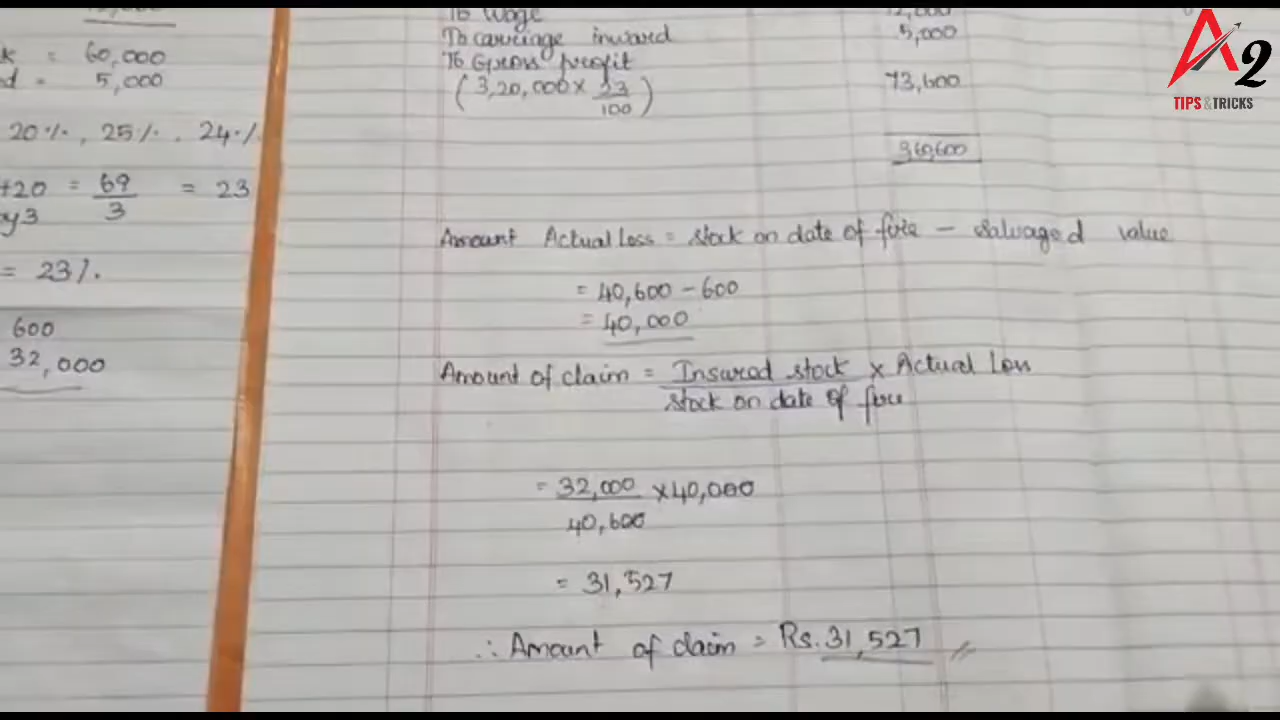 k = 60,000
d = 5,000
20%, 25%, 24%
+20 = 69/3 = 23
y3
= 23%.
600
32,000
To Wage
To carriage inward 5,000
To Gross profit
(3,20,000 × 23/100) 73,600
3,60,600
Amount Actual Loss = Stock on date of fire - Salvaged value
= 40,600 - 600
= 40,000
Amount of claim = Insured stock × Actual Loss
stock on date of fire
= 32,000 × 40,000
40,600
= 31,527
∴ Amount of claim = Rs. 31,527 //
A2
TIPS & TRICKS